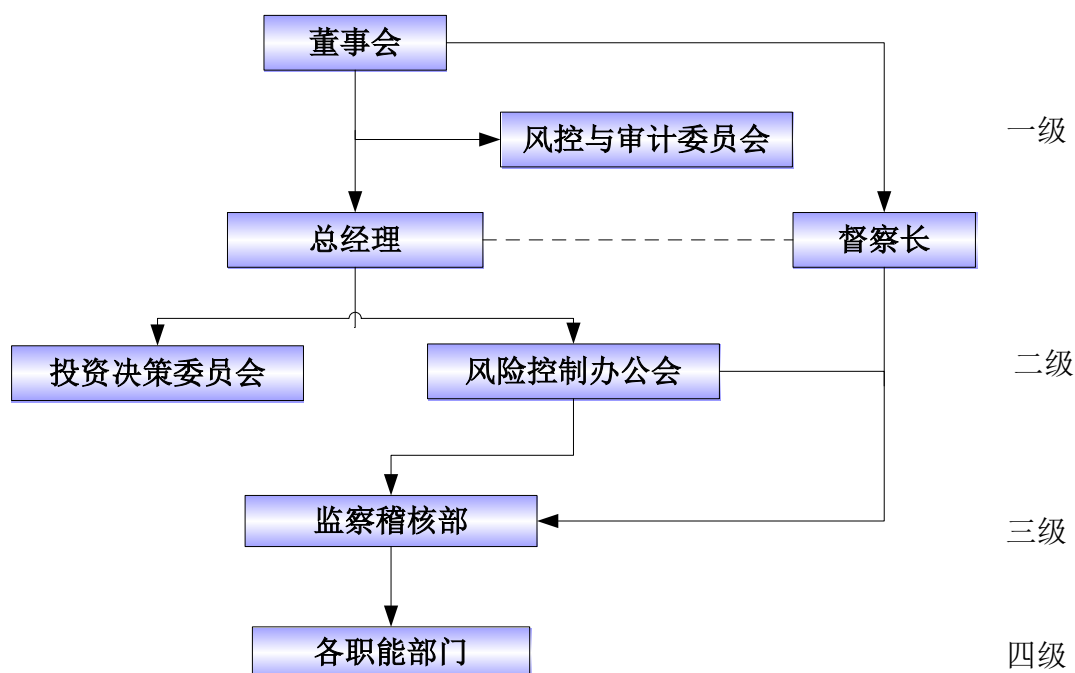 董事会
风控与审计委员会
一级
总经理
督察长
投资决策委员会
风险控制办公会
二级
监察稽核部
三级
各职能部门
四级